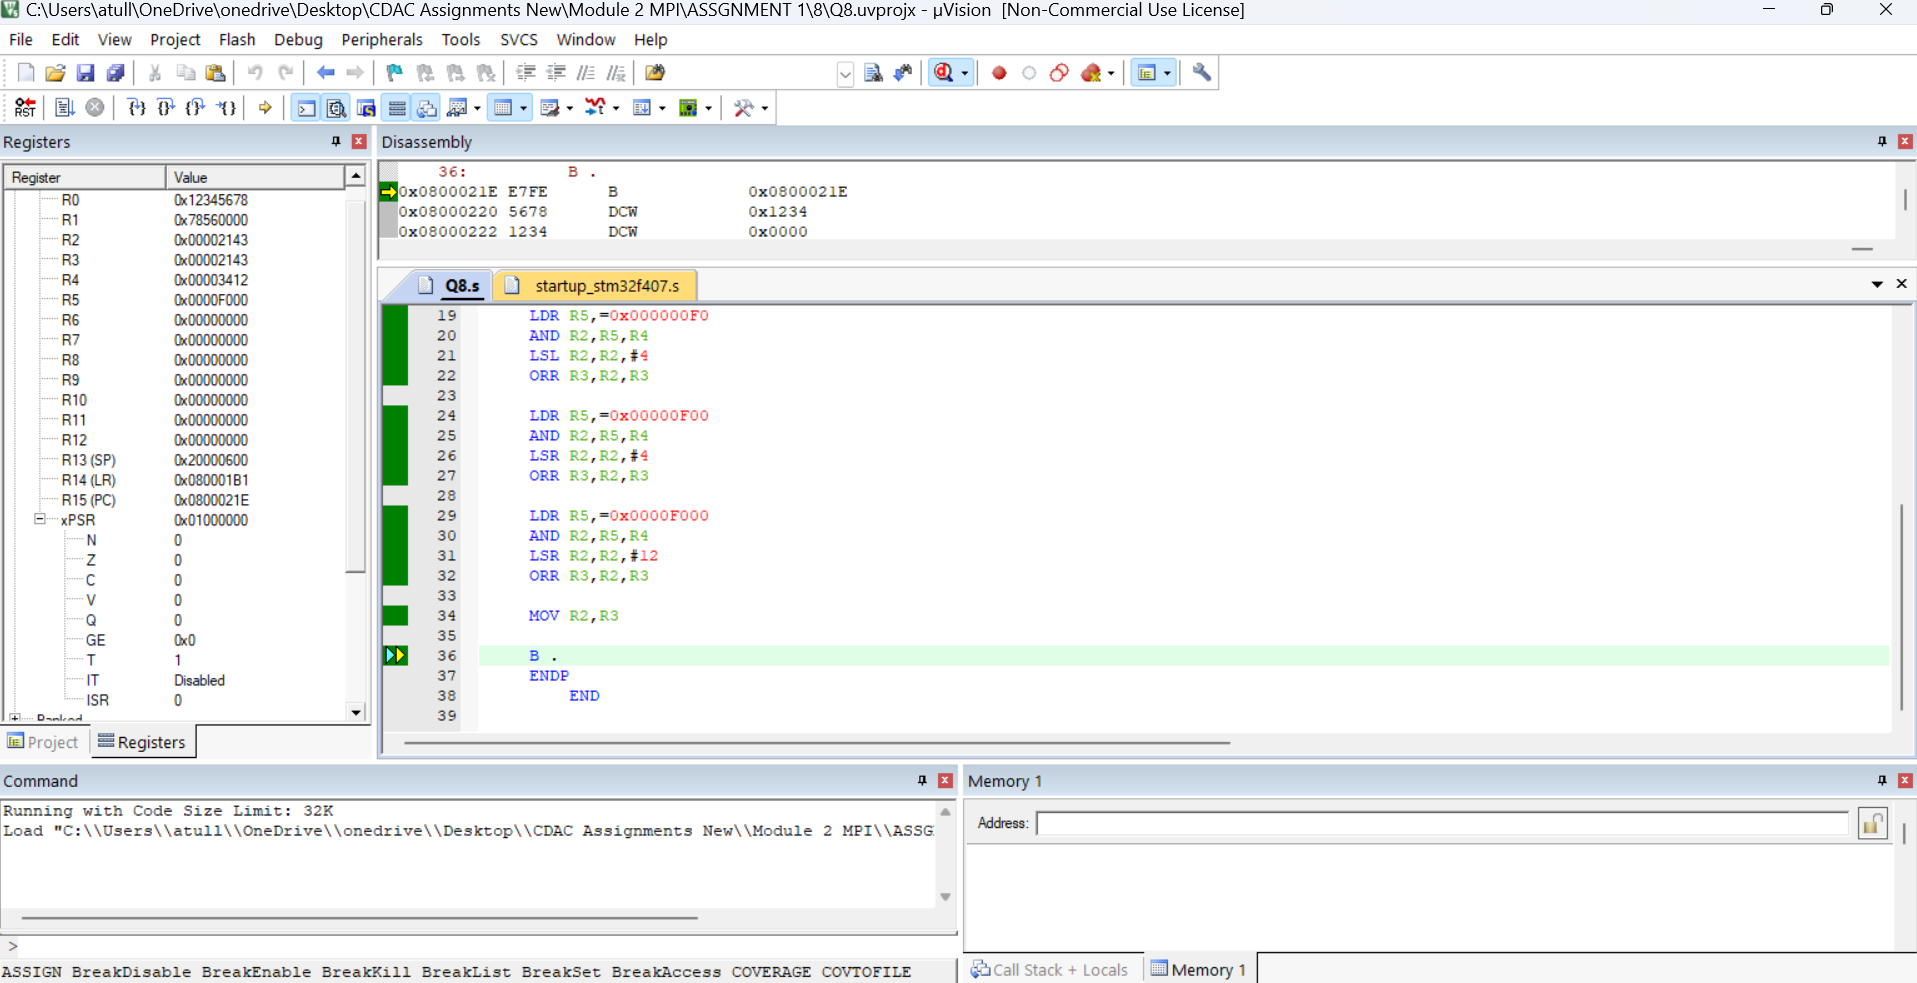 C:\Users\atull\OneDrive\onedrive\Desktop\CDAC Assignments New\Module 2 MPI\ASSGNMENT 1\8\Q8.uvprojx - µVision [Non-Commercial Use License]
File Edit View Project Flash Debug Peripherals Tools SVCS Window Help
RST
Registers
Register Value
R0 0x12345678
R1 0x78560000
R2 0x00002143
R3 0x00002143
R4 0x00003412
R5 0x0000F000
R6 0x00000000
R7 0x00000000
R8 0x00000000
R9 0x00000000
R10 0x00000000
R11 0x00000000
R12 0x00000000
R13 (SP) 0x20000600
R14 (LR) 0x080001B1
R15 (PC) 0x0800021E
xPSR 0x01000000
N 0
Z 0
C 0
V 0
Q 0
GE 0x0
T 1
IT Disabled
ISR 0
Banked
Project Registers
Disassembly
36: B .
0x0800021E E7FE B 0x0800021E
0x08000220 5678 DCW 0x1234
0x08000222 1234 DCW 0x0000
Q8.s startup_stm32f407.s
19 LDR R5,=0x000000F0
20 AND R2,R5,R4
21 LSL R2,R2,#4
22 ORR R3,R2,R3
23
24 LDR R5,=0x00000F00
25 AND R2,R5,R4
26 LSR R2,R2,#4
27 ORR R3,R2,R3
28
29 LDR R5,=0x0000F000
30 AND R2,R5,R4
31 LSR R2,R2,#12
32 ORR R3,R2,R3
33
34 MOV R2,R3
35
36 B .
37 ENDP
38 END
39
Command
Running with Code Size Limit: 32K
Load "C:\\Users\\atull\\OneDrive\\onedrive\\Desktop\\CDAC Assignments New\\Module 2 MPI\\ASSG
>
ASSIGN BreakDisable BreakEnable BreakKill BreakList BreakSet BreakAccess COVERAGE COVTOFILE
Memory 1
Address:
Call Stack + Locals Memory 1